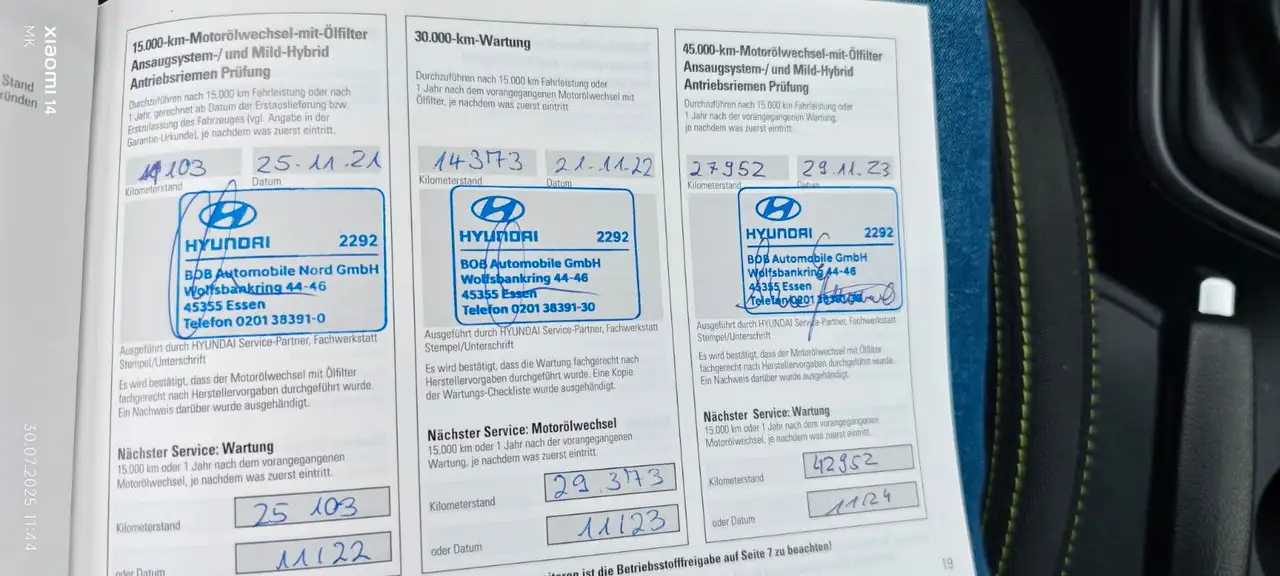 Stand
ründen
15.000-km-Motorölwechsel-mit-Ölfilter
Ansaugsystem-/ und Mild-Hybrid
Antriebsriemen Prüfung
Durchzuführen nach 15.000 km Fahrleistung oder nach
1 Jahr, gerechnet ab Datum der Erstauslieferung bzw.
Erstzulassung des Fahrzeuges (vgl. Angabe in der
Garantie-Urkunde), je nachdem was zuerst eintritt.
103 25.11.21
Kilometerstand Datum
HYUNDAI 2292
BOB Automobile Nord GmbH
Wolfsbankring 44-46
45355 Essen
Telefon 0201 38391-0
Ausgeführt durch HYUNDAI Service-Partner, Fachwerkstatt
Stempel/Unterschrift
Es wird bestätigt, dass der Motorölwechsel mit Ölfilter
fachgerecht nach Herstellervorgaben durchgeführt wurde.
Ein Nachweis darüber wurde ausgehändigt.
Nächster Service: Wartung
15.000 km oder 1 Jahr nach dem vorangegangenen
Motorölwechsel, je nachdem was zuerst eintritt.
Kilometerstand 25 103
oder Datum 11/22
30.000-km-Wartung
Durchzuführen nach 15.000 km Fahrleistung oder
1 Jahr nach dem vorangegangenen Motorölwechsel mit
Ölfilter, je nachdem was zuerst eintritt.
14373 21.11.22
Kilometerstand Datum
HYUNDAI 2292
BOB Automobile GmbH
Wolfsbankring 44-46
45355 Essen
Telefon 0201 38391-30
Ausgeführt durch HYUNDAI Service-Partner, Fachwerkstatt
Stempel/Unterschrift
Es wird bestätigt, dass die Wartung fachgerecht nach
Herstellervorgaben durchgeführt wurde. Eine Kopie
der Wartungs-Checkliste wurde ausgehändigt.
Nächster Service: Motorölwechsel
15.000 km oder 1 Jahr nach der vorangegangenen
Wartung, je nachdem was zuerst eintritt.
Kilometerstand 29.373
oder Datum 11/23
45.000-km-Motorölwechsel-mit-Ölfilter
Ansaugsystem-/ und Mild-Hybrid
Antriebsriemen Prüfung
Durchzuführen nach 15.000 km Fahrleistung oder
1 Jahr nach der vorangegangenen Wartung,
je nachdem was zuerst eintritt.
27952 29.11.23
Kilometerstand Datum
HYUNDAI 2292
BOB Automobile GmbH
Wolfsbankring 44-46
45355 Essen
Telefon 0201
Ausgeführt durch HYUNDAI Service-Partner, Fachwerkstatt
Stempel/Unterschrift
Es wird bestätigt, dass der Motorölwechsel mit Ölfilter
fachgerecht nach Herstellervorgaben durchgeführt wurde.
Ein Nachweis darüber wurde ausgehändigt.
Nächster Service: Wartung
15.000 km oder 1 Jahr nach dem vorangegangenen
Motorölwechsel, je nachdem was zuerst eintritt.
Kilometerstand 42952
oder Datum 11/24
ist die Betriebsstofffreigabe auf Seite 7 zu beachten!
19
xiaomi 14
MK
30.07.2025 11:44